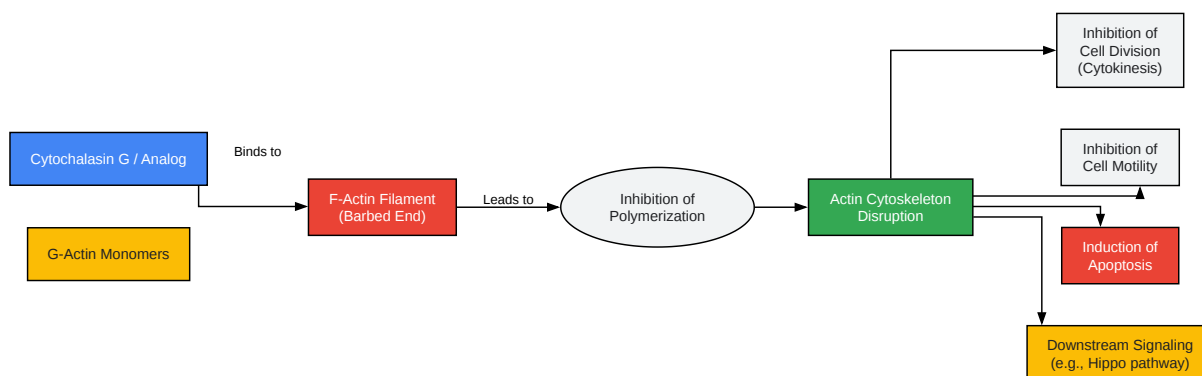 Cytochalasin G / Analog
G-Actin Monomers
Binds to
F-Actin Filament
(Barbed End)
Leads to
Inhibition of
Polymerization
Actin Cytoskeleton
Disruption
Inhibition of
Cell Division
(Cytokinesis)
Inhibition of
Cell Motility
Induction of
Apoptosis
Downstream Signaling
(e.g., Hippo pathway)